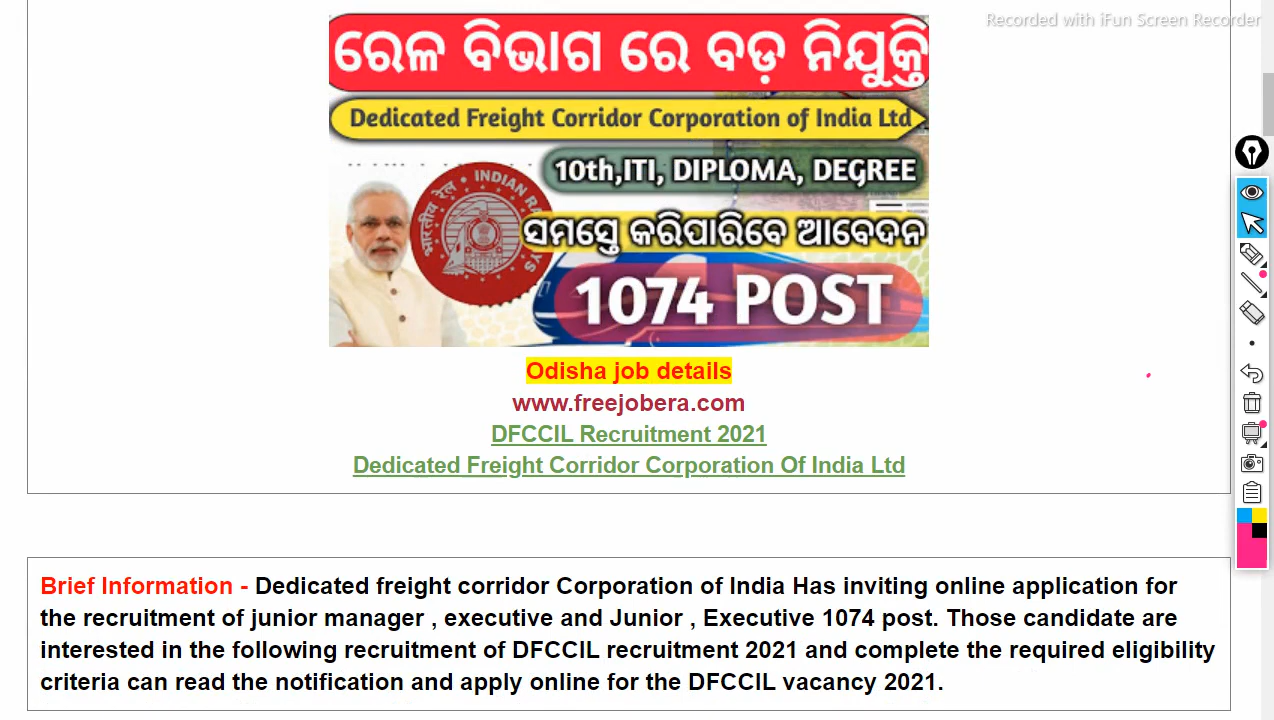 Recorded with iFun Screen Recorder
ରେଳ ବିଭାଗ ରେ ବଡ଼ ନିଯୁକ୍ତି
Dedicated Freight Corridor Corporation of India Ltd
10th,ITI, DIPLOMA, DEGREE
भारतीय रेल • INDIAN RAILWAYS
ସମସ୍ତେ କରିପାରିବେ ଆବେଦନ
1074 POST
Odisha job details
www.freejobera.com
DFCCIL Recruitment 2021
Dedicated Freight Corridor Corporation Of India Ltd
Brief Information - Dedicated freight corridor Corporation of India Has inviting online application for
the recruitment of junior manager , executive and Junior , Executive 1074 post. Those candidate are
interested in the following recruitment of DFCCIL recruitment 2021 and complete the required eligibility
criteria can read the notification and apply online for the DFCCIL vacancy 2021.